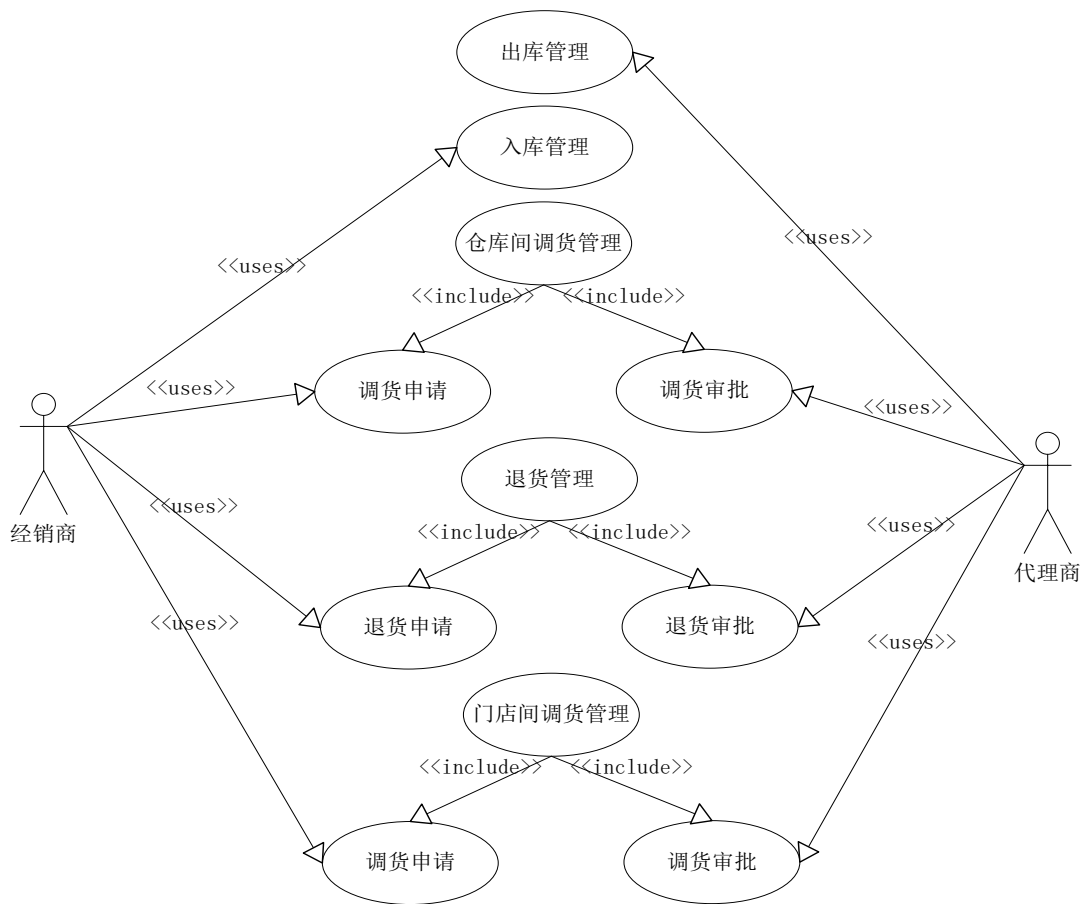 出库管理
入库管理
<<uses>>
仓库间调货管理
<<uses>>
<<include>>
<<include>>
<<uses>>
调货申请
调货审批
<<uses>>
退货管理
<<uses>>
<<uses>>
经销商
<<include>>
<<include>>
代理商
<<uses>>
退货申请
退货审批
<<uses>>
门店间调货管理
<<include>>
<<include>>
调货申请
调货审批